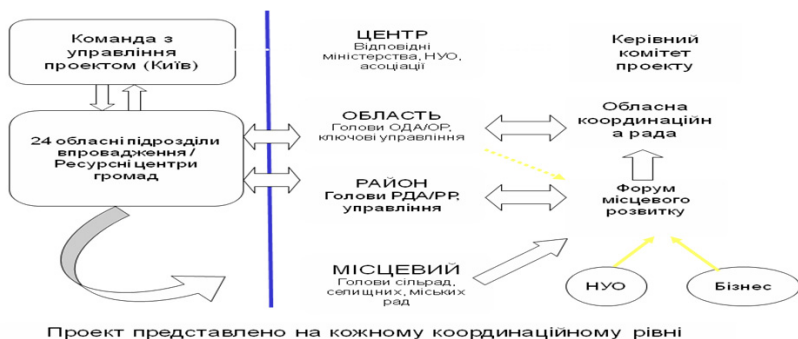 Команда з
управління
проектом (Київ)
24 обласні підрозділи
впровадження /
Ресурсні центри
громад
ЦЕНТР
Відповідні
міністерства, НУО,
асоціації
ОБЛАСТЬ
Голови ОДА/ОР,
ключові управління
РАЙОН
Голови РДА/РР,
управління
МІСЦЕВИЙ
Голови сільрад,
селищних, міських
рад
Керівний
комітет
проекту
Обласна
координаційн
а рада
Форум
місцевого
розвитку
НУО
Бізнес
Проект представлено на кожному координаційному рівні